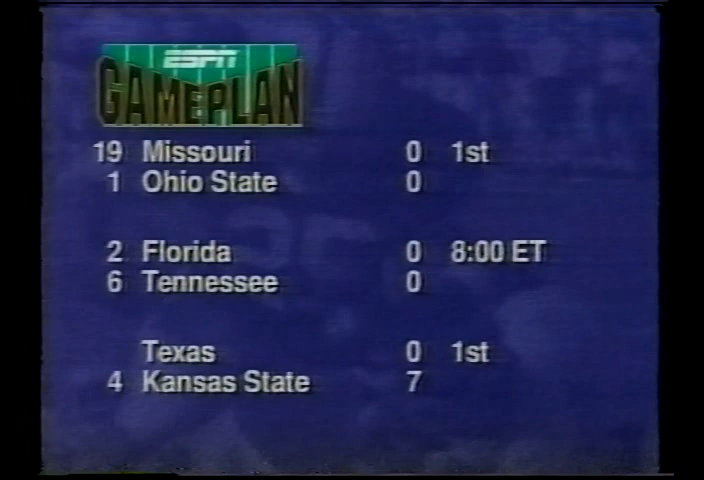 ESPN
GAMEPLAN
19 Missouri 0 1st
1 Ohio State 0
2 Florida 0 8:00 ET
6 Tennessee 0
Texas 0 1st
4 Kansas State 7